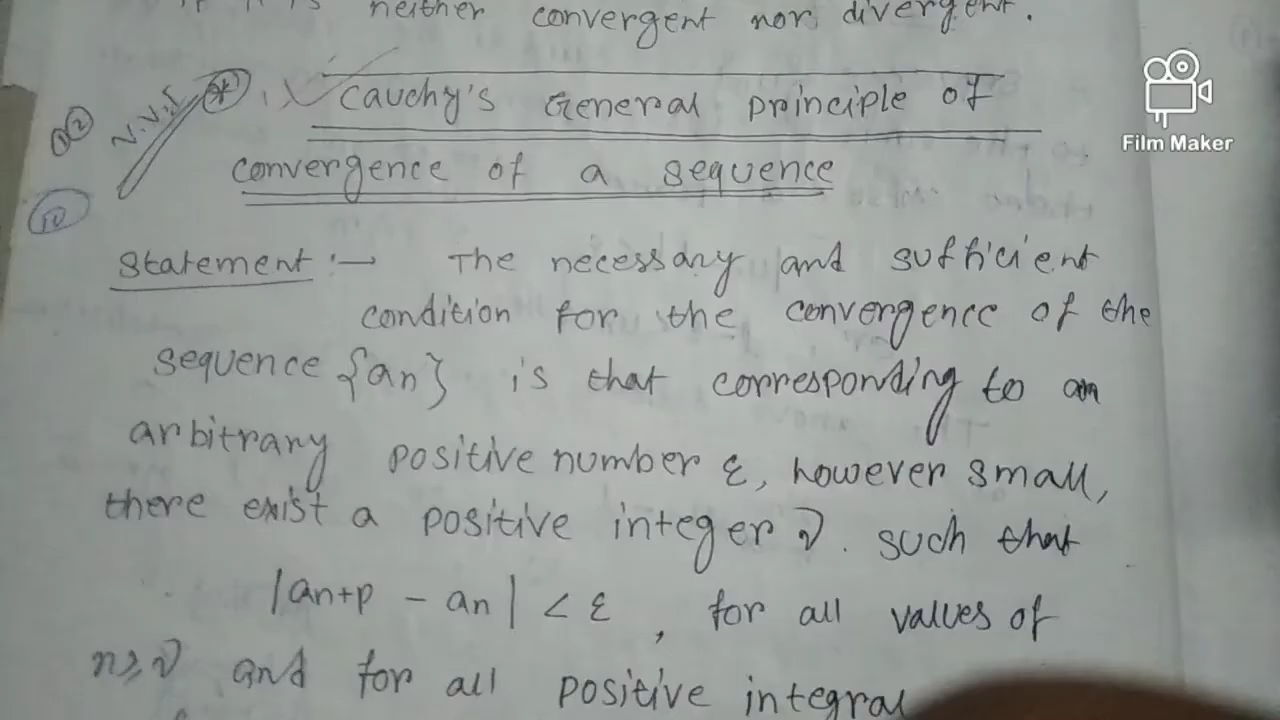 neither convergent nor divergent.
V.V.I * Cauchy's General principle of
convergence of a sequence
Statement :→ The necessary and sufficient
condition for the convergence of the
sequence {an} is that corresponding to an
arbitrary positive number ε, however small,
there exist a positive integer ν. such that
|an+p - an| < ε, for all values of
n≥ν and for all positive integral
Film Maker